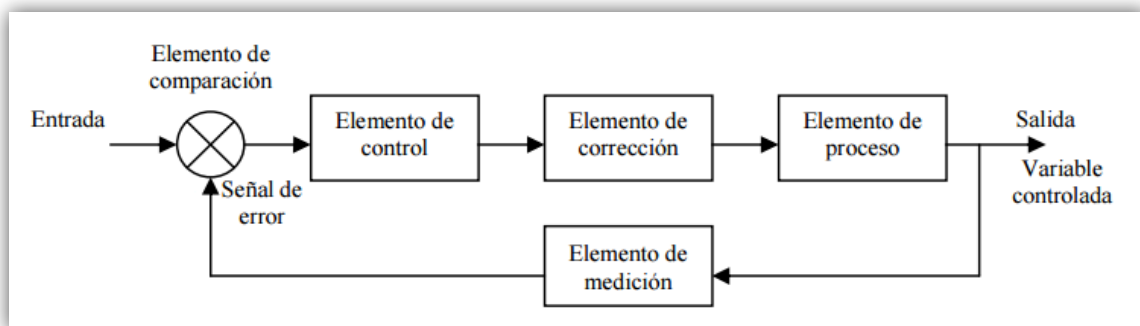 Elemento de
comparación
Entrada
Elemento de
control
Elemento de
corrección
Elemento de
proceso
Salida
Variable
controlada
Señal de
error
Elemento de
medición